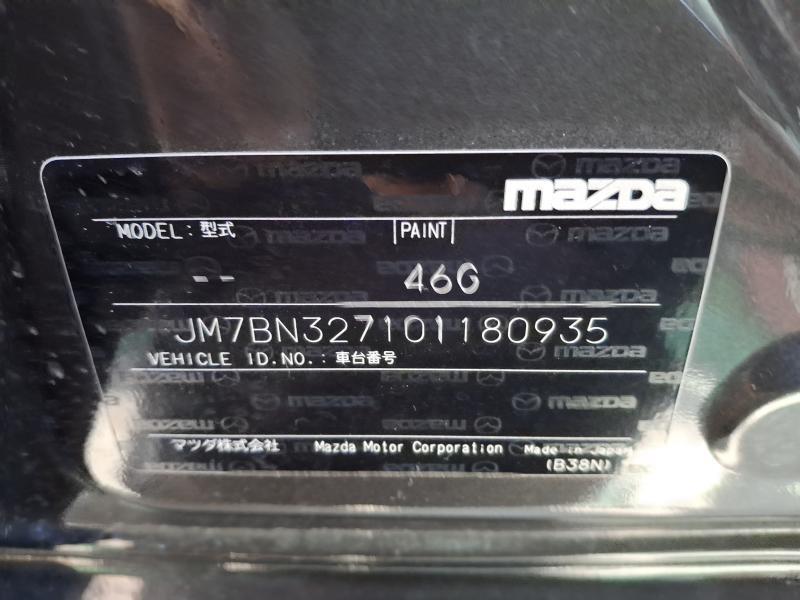 mazda
MODEL : 型式 |PAINT|
-- 46G
JM7BN327101180935
VEHICLE ID.NO. : 車台番号
マツダ株式会社 Mazda Motor Corporation Made in Japan
(B38N)